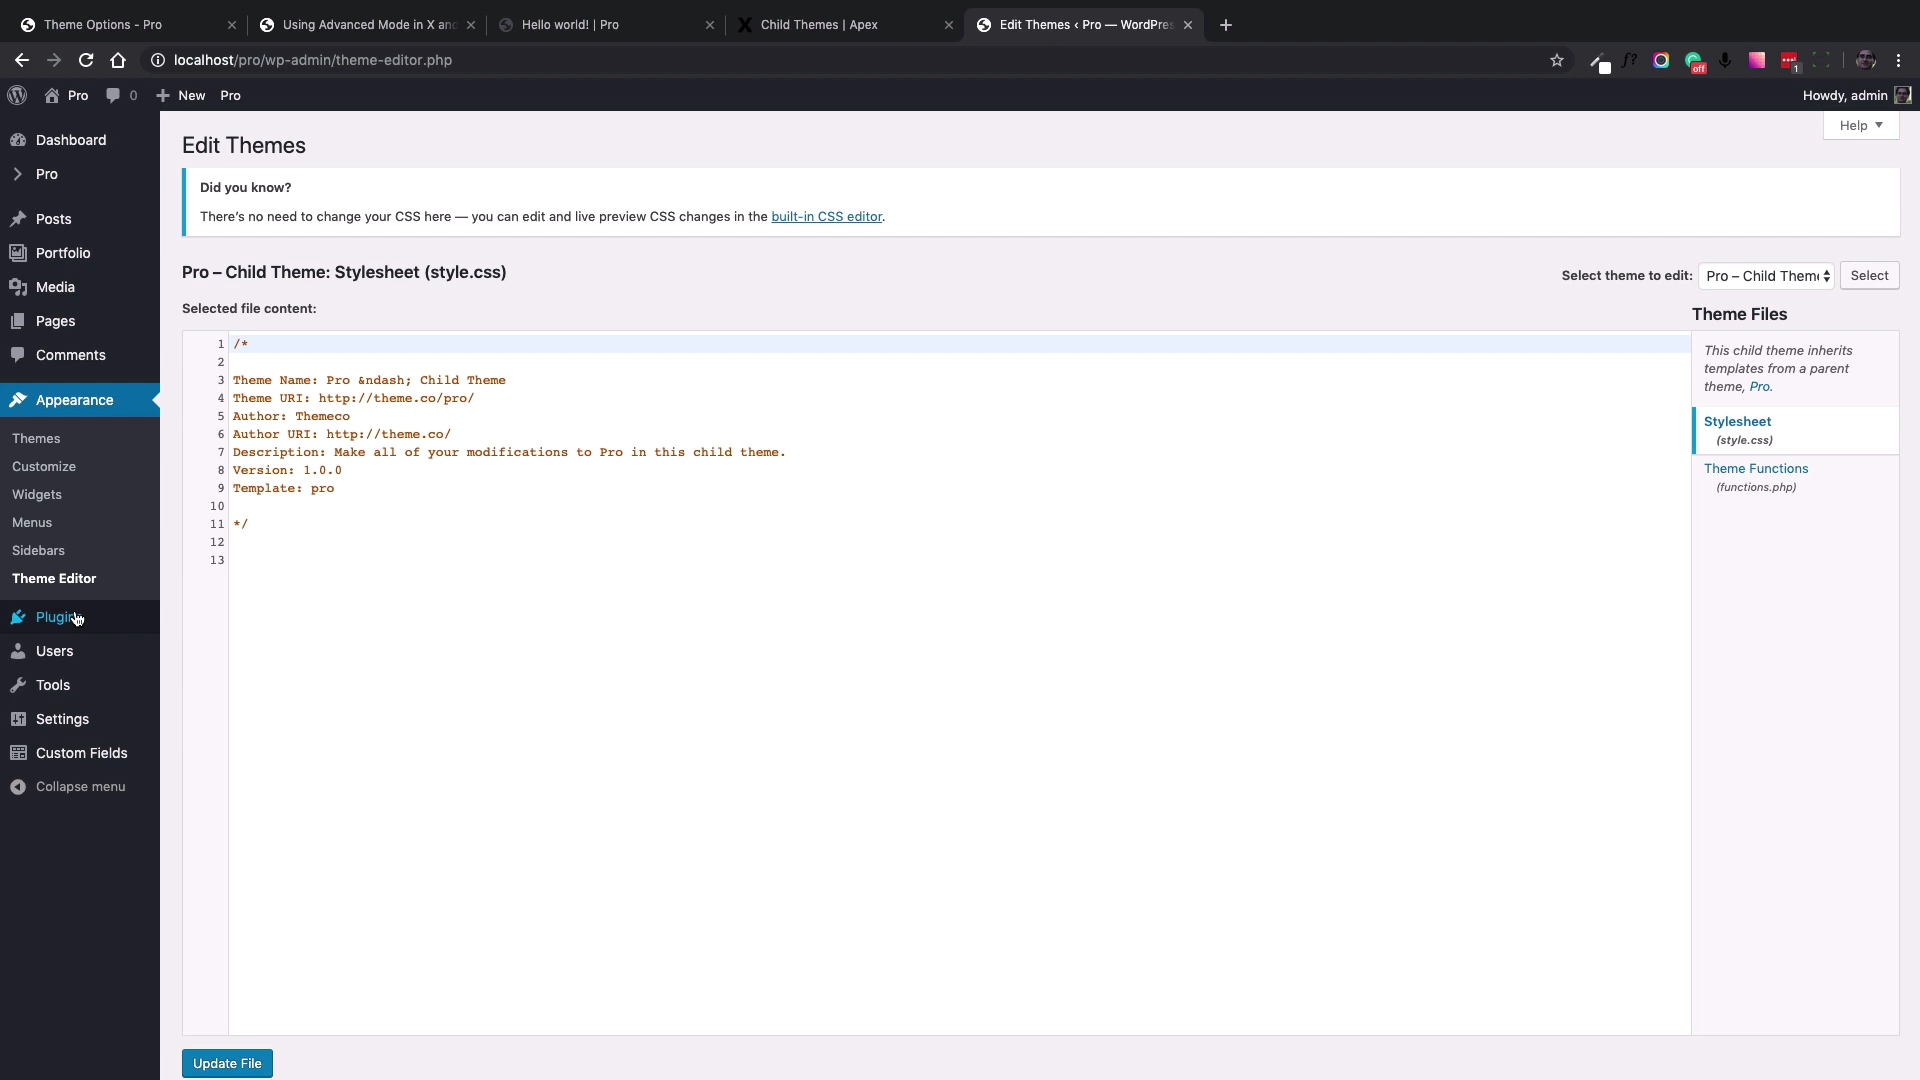 Theme Options - Pro
Using Advanced Mode in X and
Hello world! | Pro
Child Themes | Apex
Edit Themes ‹ Pro — WordPres
localhost/pro/wp-admin/theme-editor.php
f?
off
1
Pro
0
New
Pro
Howdy, admin
Dashboard
Pro
Posts
Portfolio
Media
Pages
Comments
Appearance
Themes
Customize
Widgets
Menus
Sidebars
Theme Editor
Users
Tools
Settings
Custom Fields
Collapse menu
Help
Edit Themes
Did you know?
There's no need to change your CSS here — you can edit and live preview CSS changes in the built-in CSS editor.
Pro – Child Theme: Stylesheet (style.css)
Select theme to edit:
Pro – Child Theme
Select
Selected file content:
1 /*
2
3 Theme Name: Pro &ndash; Child Theme
4 Theme URI: http://theme.co/pro/
5 Author: Themeco
6 Author URI: http://theme.co/
7 Description: Make all of your modifications to Pro in this child theme.
8 Version: 1.0.0
9 Template: pro
10
11 */
12
13
Theme Files
This child theme inherits
templates from a parent
theme, Pro.
Stylesheet
(style.css)
Theme Functions
(functions.php)
Update File